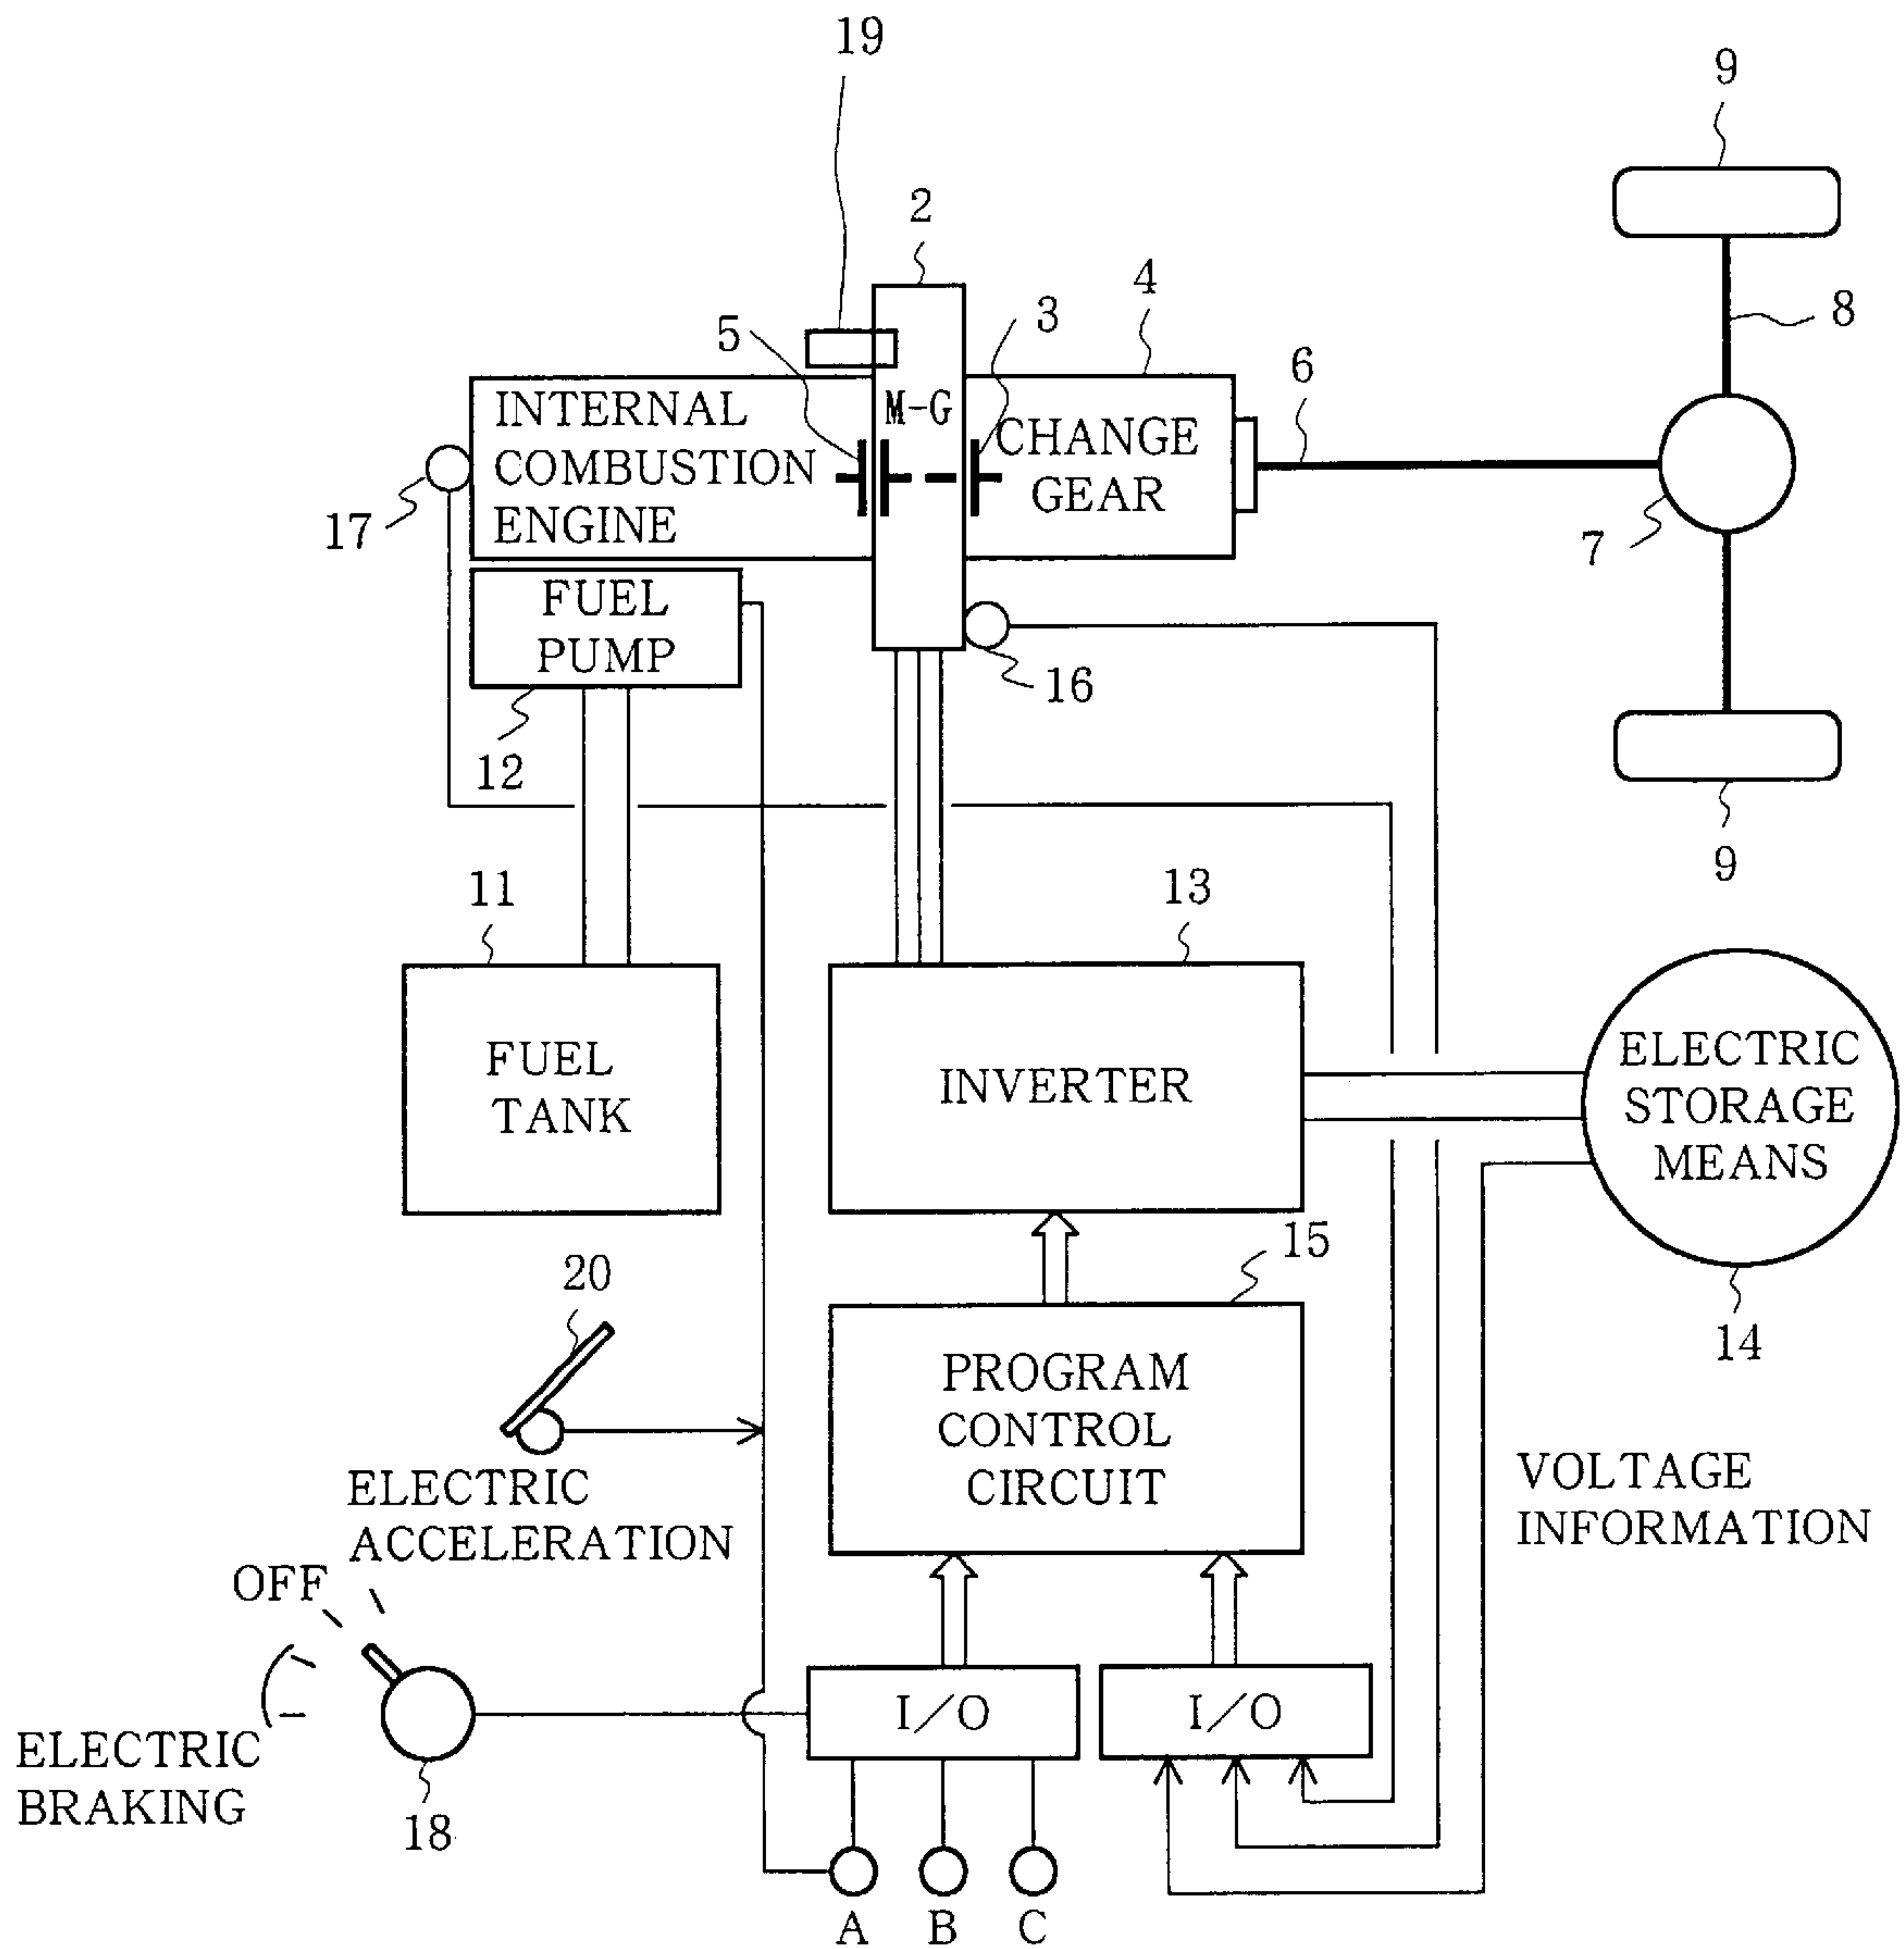 19
9
2
4
3
5
8
6
M-G
INTERNAL
COMBUSTION
ENGINE
CHANGE
GEAR
17
7
FUEL
PUMP
16
12
9
11
13
FUEL
TANK
INVERTER
ELECTRIC
STORAGE
MEANS
15
20
14
PROGRAM
CONTROL
CIRCUIT
VOLTAGE
INFORMATION
ELECTRIC
ACCELERATION
OFF
I/O
I/O
ELECTRIC
BRAKING
18
A B C